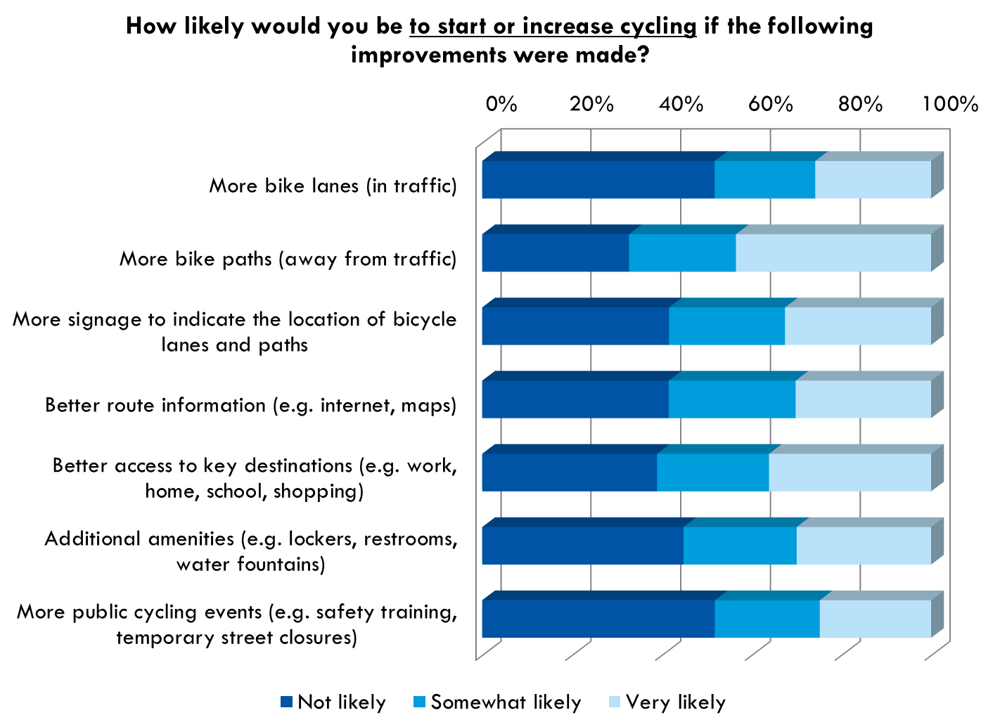 How likely would you be to start or increase cycling if the following
improvements were made?
0% 20% 40% 60% 80% 100%
More bike lanes (in traffic)
More bike paths (away from traffic)
More signage to indicate the location of bicycle
lanes and paths
Better route information (e.g. internet, maps)
Better access to key destinations (e.g. work,
home, school, shopping)
Additional amenities (e.g. lockers, restrooms,
water fountains)
More public cycling events (e.g. safety training,
temporary street closures)
Not likely Somewhat likely Very likely